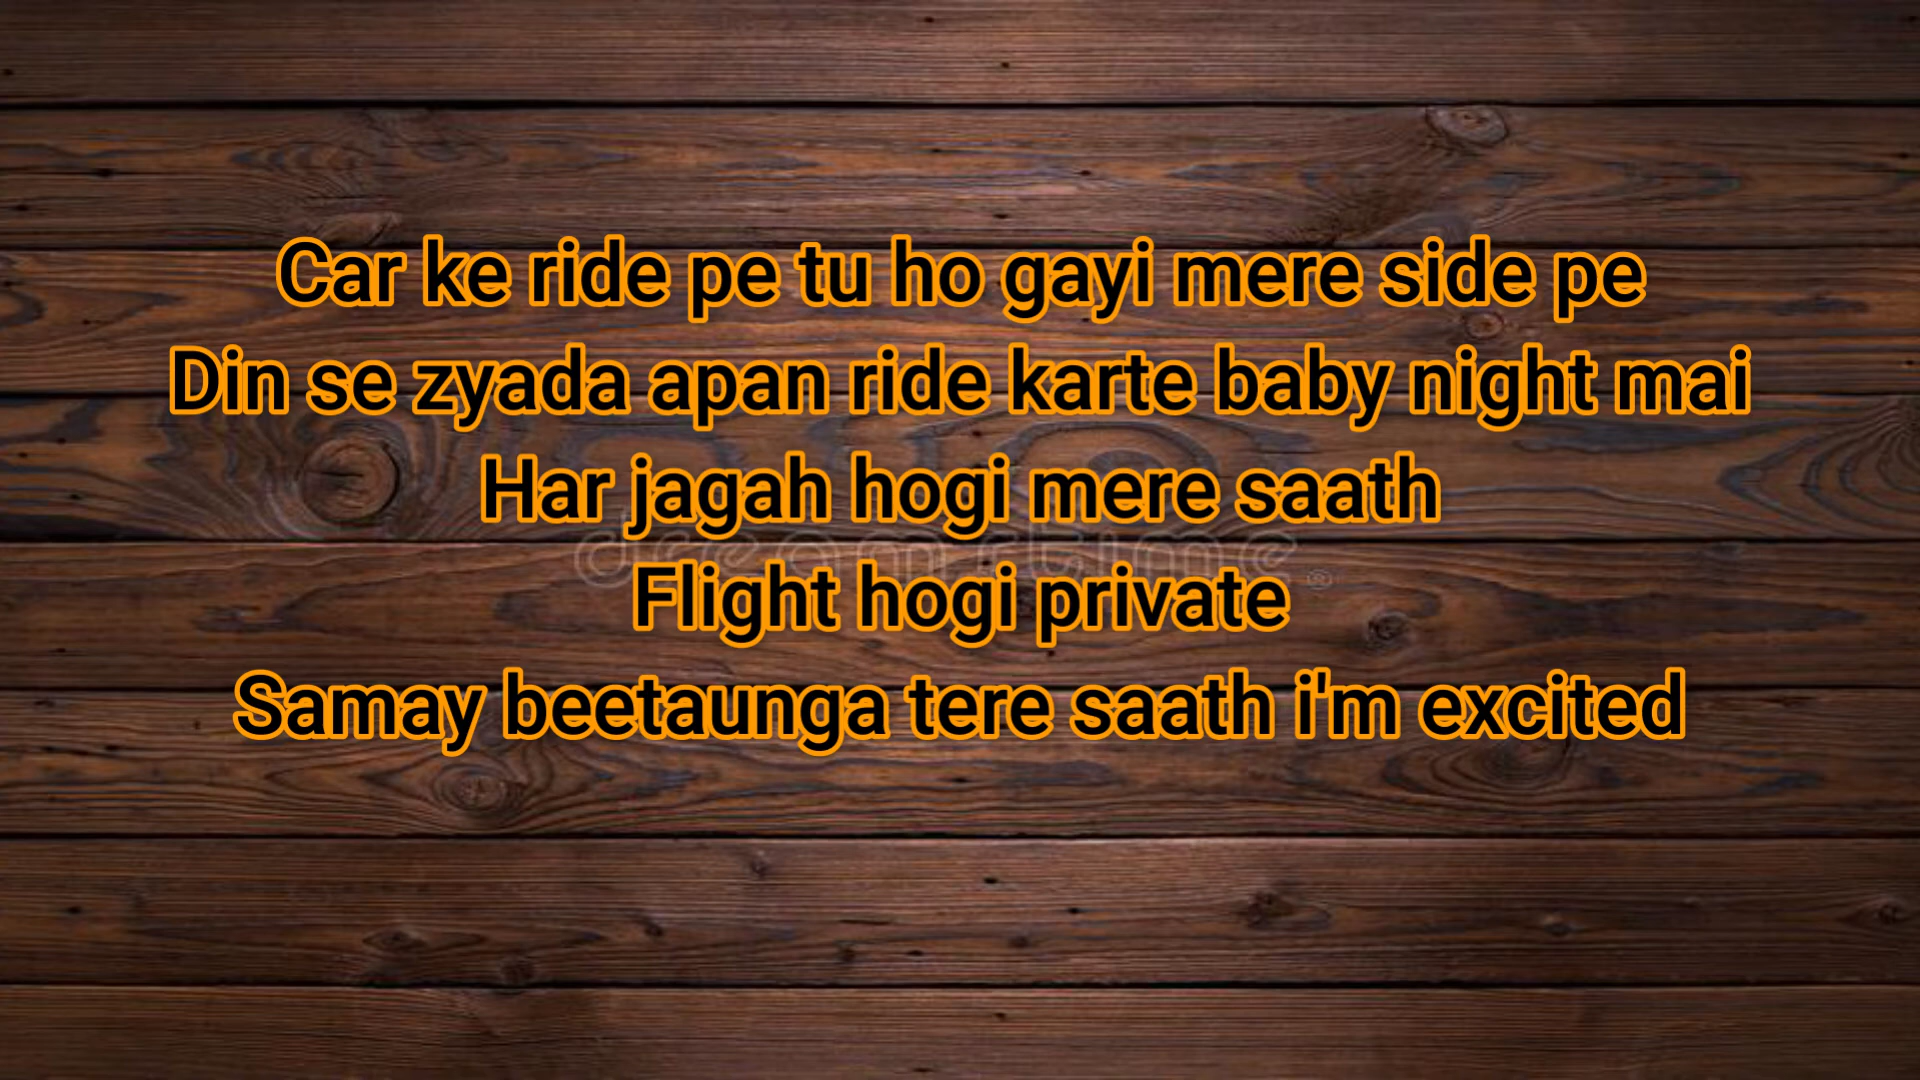 Car ke ride pe tu ho gayi mere side pe
Din se zyada apan ride karte baby night mai
Har jagah hogi mere saath
dreamstime®
Flight hogi private
Samay beetaunga tere saath i'm excited